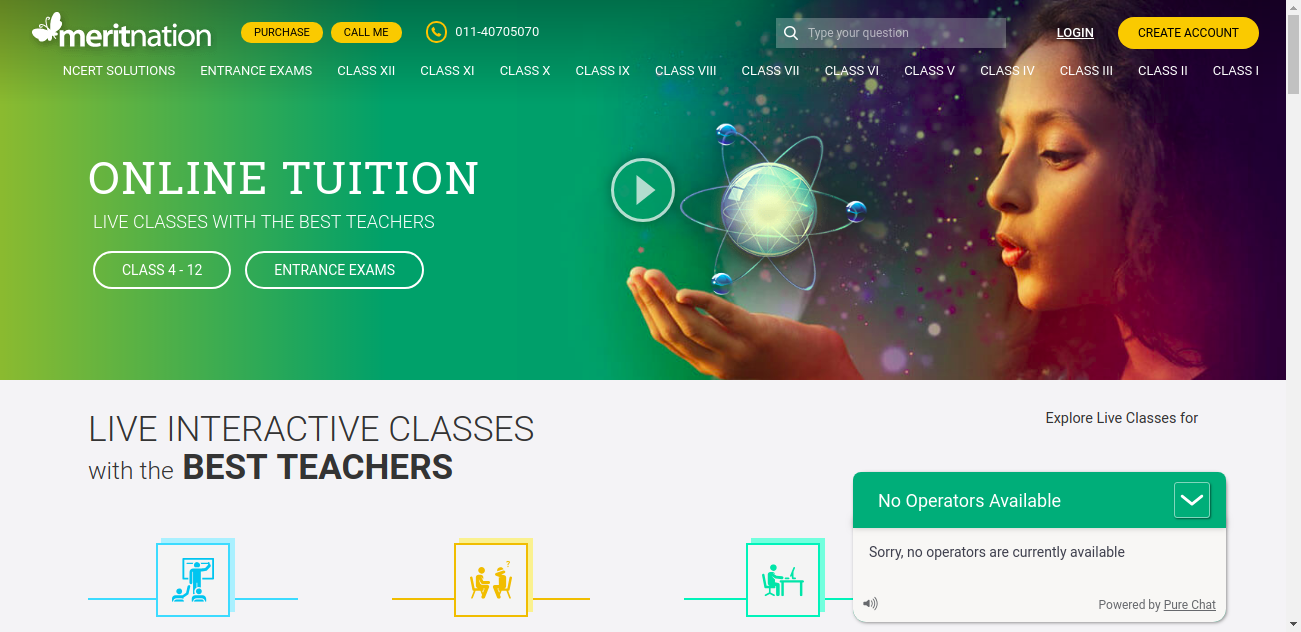 meritnation
PURCHASE
CALL ME
011-40705070
Type your question
LOGIN
CREATE ACCOUNT
NCERT SOLUTIONS ENTRANCE EXAMS CLASS XII CLASS XI CLASS X CLASS IX CLASS VIII CLASS VII CLASS VI CLASS V CLASS IV CLASS III CLASS II CLASS I
ONLINE TUITION
LIVE CLASSES WITH THE BEST TEACHERS
CLASS 4 - 12
ENTRANCE EXAMS
LIVE INTERACTIVE CLASSES
with the BEST TEACHERS
Explore Live Classes for
?
No Operators Available
Sorry, no operators are currently available
Powered by Pure Chat